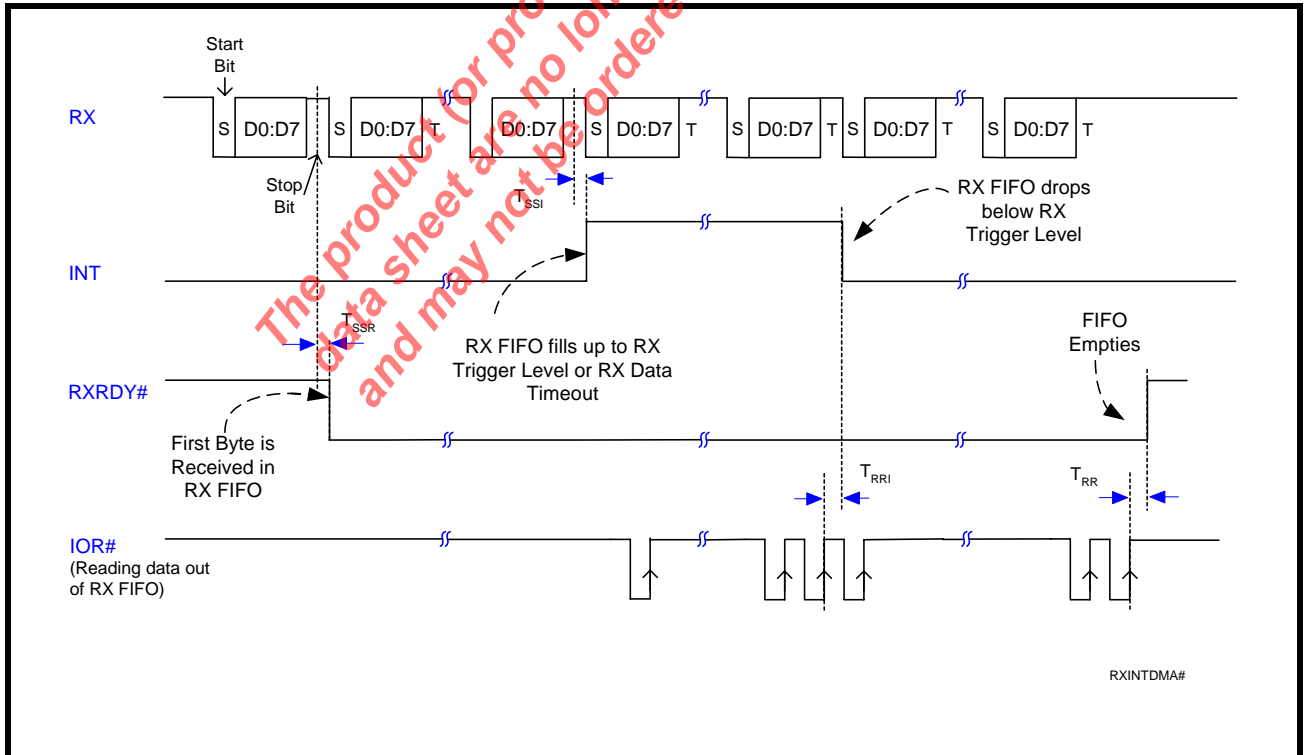 Start
Bit
RX
S D0:D7 S D0:D7 T D0:D7 S D0:D7 T S D0:D7 T S D0:D7 T S D0:D7 T
Stop
Bit
TSSI
RX FIFO drops
below RX
Trigger Level
INT
TSSR
RX FIFO fills up to RX
Trigger Level or RX Data
Timeout
FIFO
Empties
RXRDY#
First Byte is
Received in
RX FIFO
TRRI
TRR
IOR#
(Reading data out
of RX FIFO)
RXINTDMA#
The product (or pro
data sheet are no lon
and may not be ordere